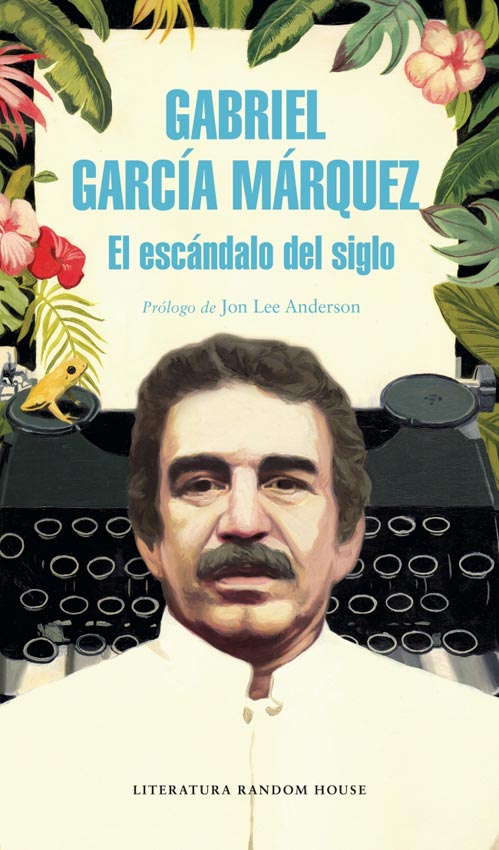 GABRIEL
GARCÍA MÁRQUEZ
El escándalo del siglo
Prólogo de Jon Lee Anderson
LITERATURA RANDOM HOUSE